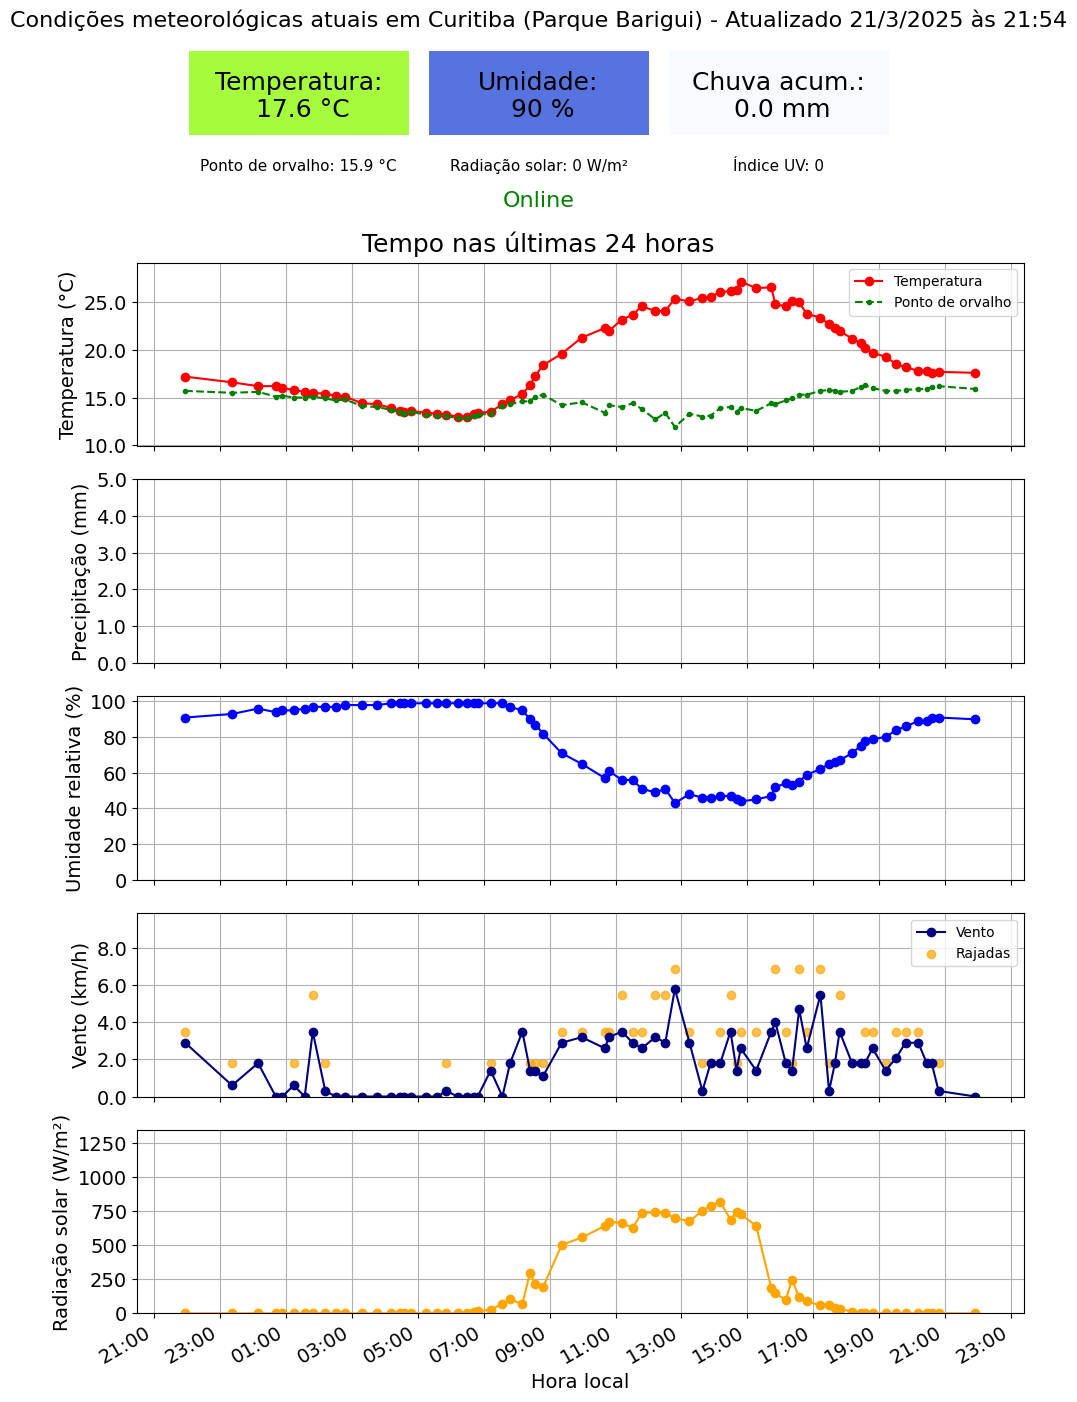 Condições meteorológicas atuais em Curitiba (Parque Barigui) - Atualizado 21/3/2025 às 21:54
Temperatura:
17.6 °C
Umidade:
90 %
Chuva acum.:
0.0 mm
Ponto de orvalho: 15.9 °C
Radiação solar: 0 W/m²
Índice UV: 0
Online
Tempo nas últimas 24 horas
Temperatura (°C)
25.0
20.0
15.0
10.0
Temperatura
Ponto de orvalho
Precipitação (mm)
5.0
4.0
3.0
2.0
1.0
0.0
Umidade relativa (%)
100
80
60
40
20
0
Vento (km/h)
8.0
6.0
4.0
2.0
0.0
Vento
Rajadas
Radiação solar (W/m²)
1250
1000
750
500
250
0
21:00
23:00
01:00
03:00
05:00
07:00
09:00
11:00
13:00
15:00
17:00
19:00
21:00
23:00
Hora local